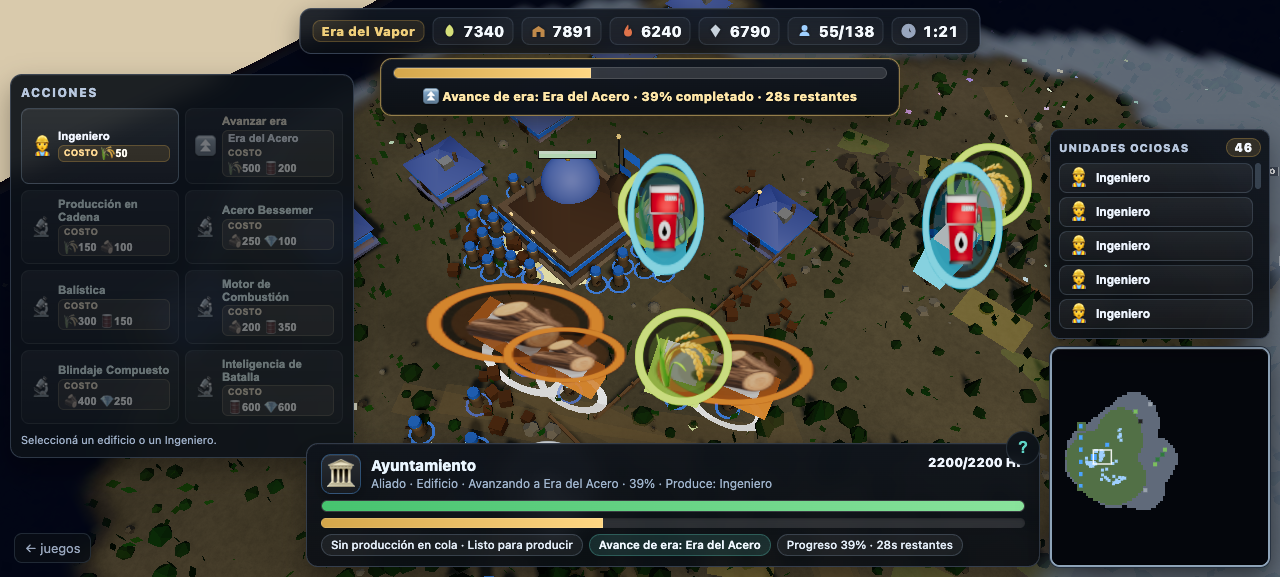 Era del Vapor 7340 7891 6240 6790 55/138 1:21
Avance de era: Era del Acero · 39% completado · 28s restantes
ACCIONES
Ingeniero
COSTO 50
Avanzar era
Era del Acero
COSTO
500 200
Producción en
Cadena
COSTO
150 100
Acero Bessemer
COSTO
250 100
Balística
COSTO
300 150
Motor de
Combustión
COSTO
200 350
Blindaje Compuesto
COSTO
400 250
Inteligencia de
Batalla
COSTO
600 600
Seleccioná un edificio o un Ingeniero.
UNIDADES OCIOSAS 46
Ingeniero
Ingeniero
Ingeniero
Ingeniero
Ingeniero
?
Ayuntamiento
2200/2200
Aliado · Edificio · Avanzando a Era del Acero · 39% · Produce: Ingeniero
Sin producción en cola · Listo para producir
Avance de era: Era del Acero
Progreso 39% · 28s restantes
← juegos